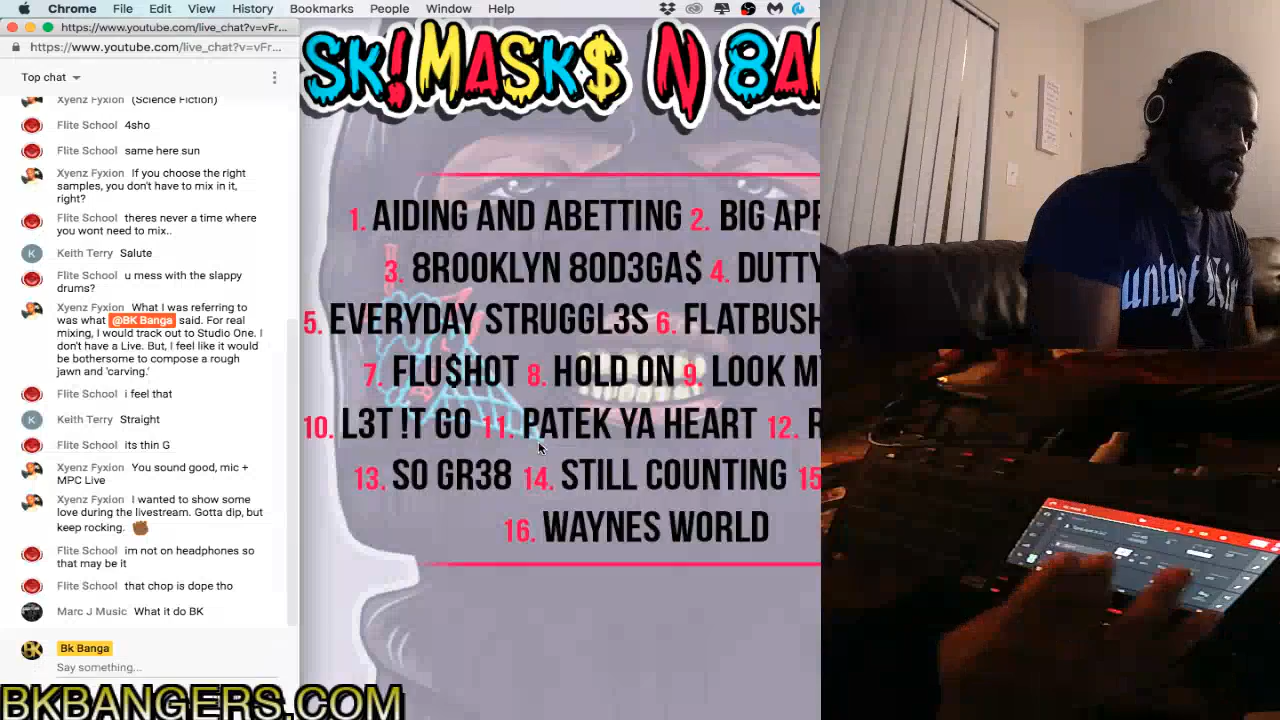 Chrome File Edit View History Bookmarks People Window Help
https://www.youtube.com/live_chat?v=vFr...
https://www.youtube.com/live_chat?v=vFr...
Top chat
SK!MASK$ N 8A
Xyenz Fyxion (Science Fiction)
Flite School 4sho
Flite School same here sun
Xyenz Fyxion If you choose the right
samples, you don't have to mix in it,
right?
Flite School theres never a time where
you wont need to mix..
K Keith Terry Salute
Flite School u mess with the slappy
drums?
Xyenz Fyxion What I was referring to
was what @BK Banga said. For real
mixing, I would track out to Studio One. I
don't have a Live. But, I feel like it would
be bothersome to compose a rough
jawn and 'carving.'
Flite School i feel that
K Keith Terry Straight
Flite School its thin G
Xyenz Fyxion You sound good, mic +
MPC Live
Xyenz Fyxion I wanted to show some
love during the livestream. Gotta dip, but
keep rocking.
Flite School im not on headphones so
that may be it
Flite School that chop is dope tho
Marc J Music What it do BK
BK Bk Banga
Say something...
BKBANGERS.COM
1. AIDING AND ABETTING 2. BIG APP
3. 8ROOKLYN 8OD3GA$ 4. DUTTY
5. EVERYDAY STRUGGL3S 6. FLATBUSH
7. FLU$HOT 8. HOLD ON 9. LOOK M
10. L3T !T GO 11. PATEK YA HEART 12. R
13. SO GR38 14. STILL COUNTING 15
16. WAYNES WORLD
unty of Kin